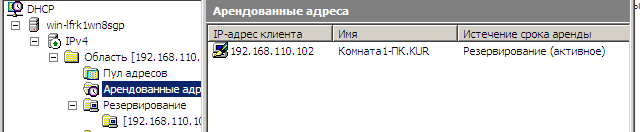 DHCP
win-lfrk1wn8sgp
IPv4
Область [192.168.110.
Пул адресов
Арендованные адр
Резервирование
[192.168.110.10
Арендованные адреса
IP-адрес клиента Имя Истечение срока аренды
192.168.110.102 Комната1-ПК.KUR Резервирование (активное)